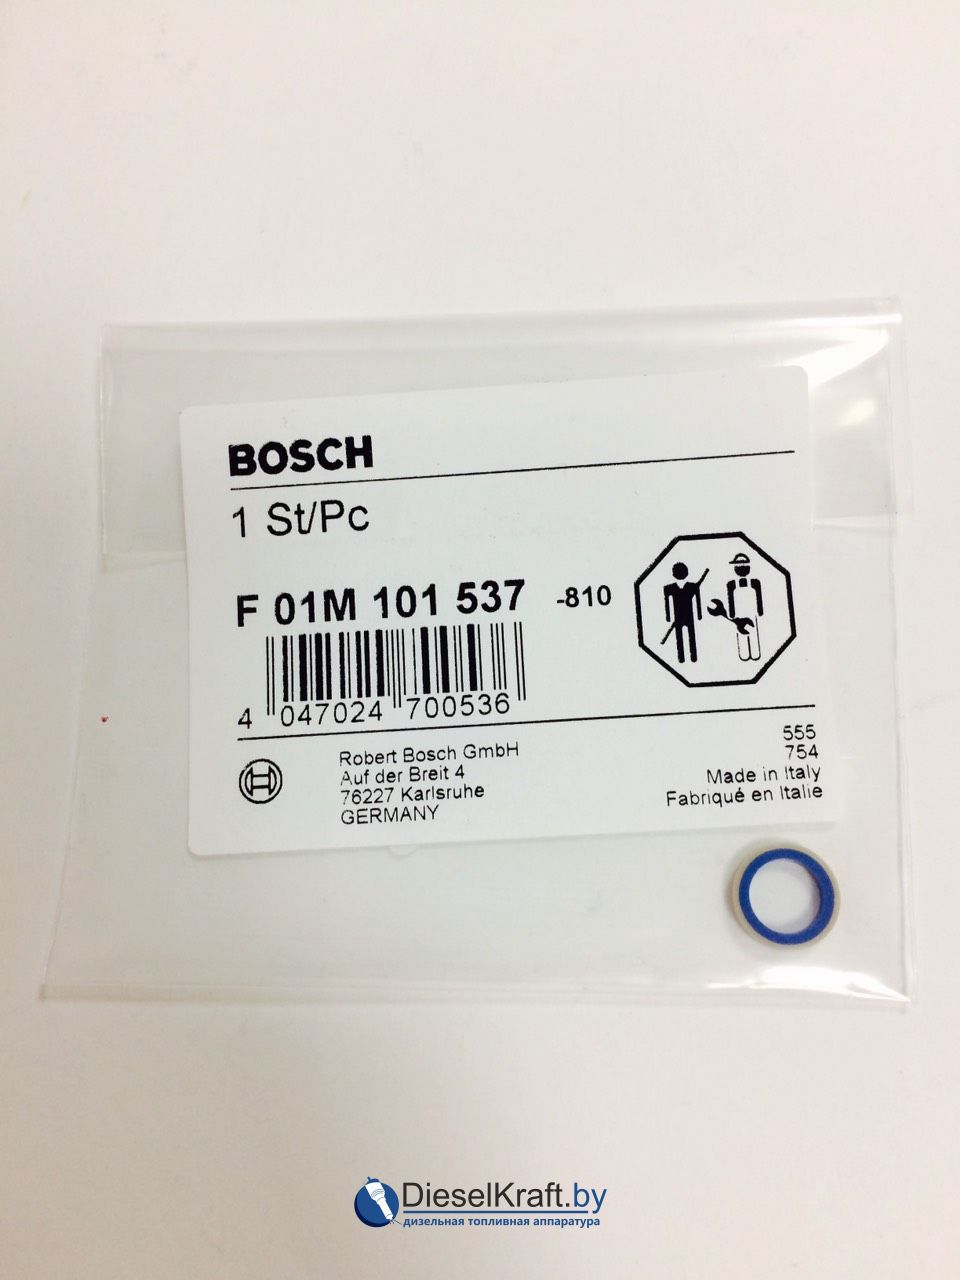 BOSCH
1 St/Pc
F 01M 101 537 -810
4 047024 700536
Robert Bosch GmbH
Auf der Breit 4
76227 Karlsruhe
GERMANY
555
754
Made in Italy
Fabriqué en Italie
DieselKraft.by
дизельная топливная аппаратура